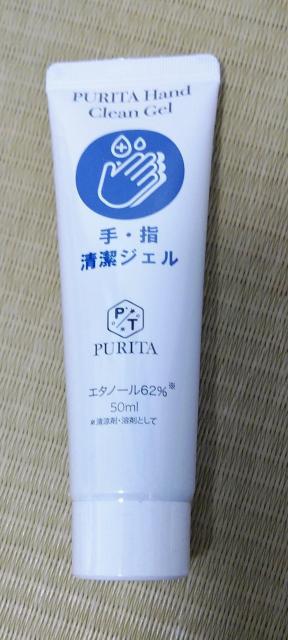 PURITA Hand
Clean Gel
手・指
清潔ジェル
P T
PURITA
エタノール62%※
50ml
※清涼剤・溶剤として